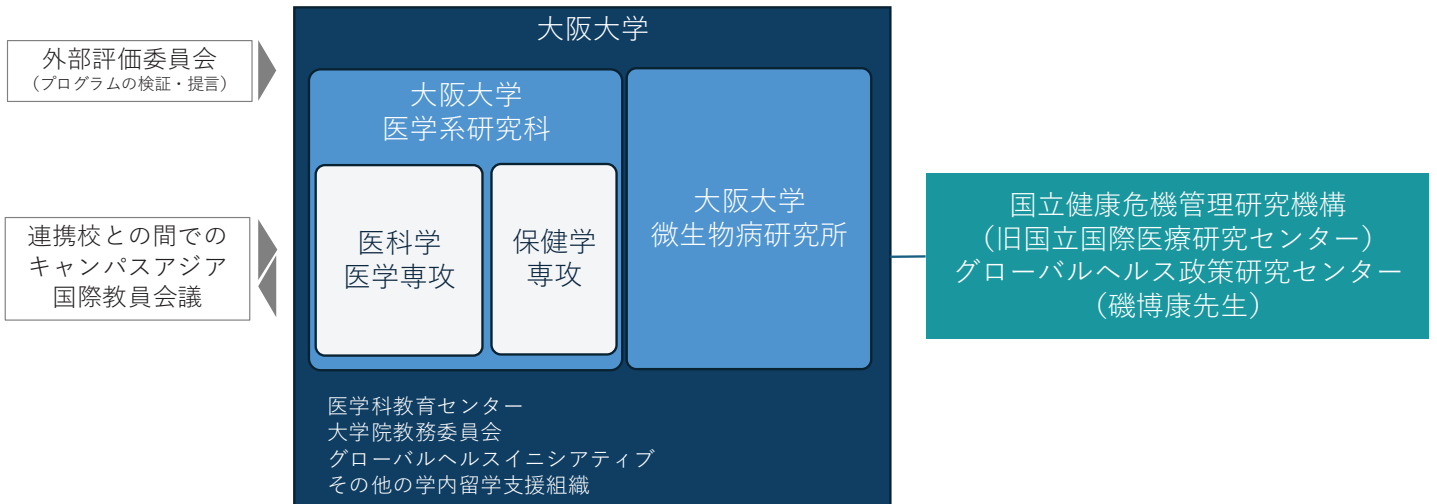 大阪大学
外部評価委員会
（プログラムの検証・提言）
連携校との間での
キャンパスアジア
国際教員会議
大阪大学
医学系研究科
医科学
医学専攻
保健学
専攻
大阪大学
微生物病研究所
医学科教育センター
大学院教務委員会
グローバルヘルスイニシアティブ
その他の学内留学支援組織
国立健康危機管理研究機構
（旧国立国際医療研究センター）
グローバルヘルス政策研究センター
（磯博康先生）